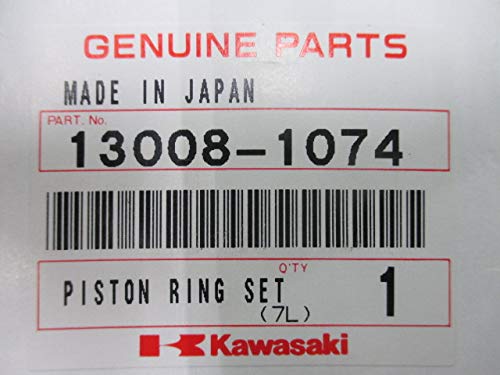 GENUINE PARTS
MADE IN JAPAN
PART. No.
13008-1074
Q'TY
PISTON RING SET 1
(7L)
Kawasaki